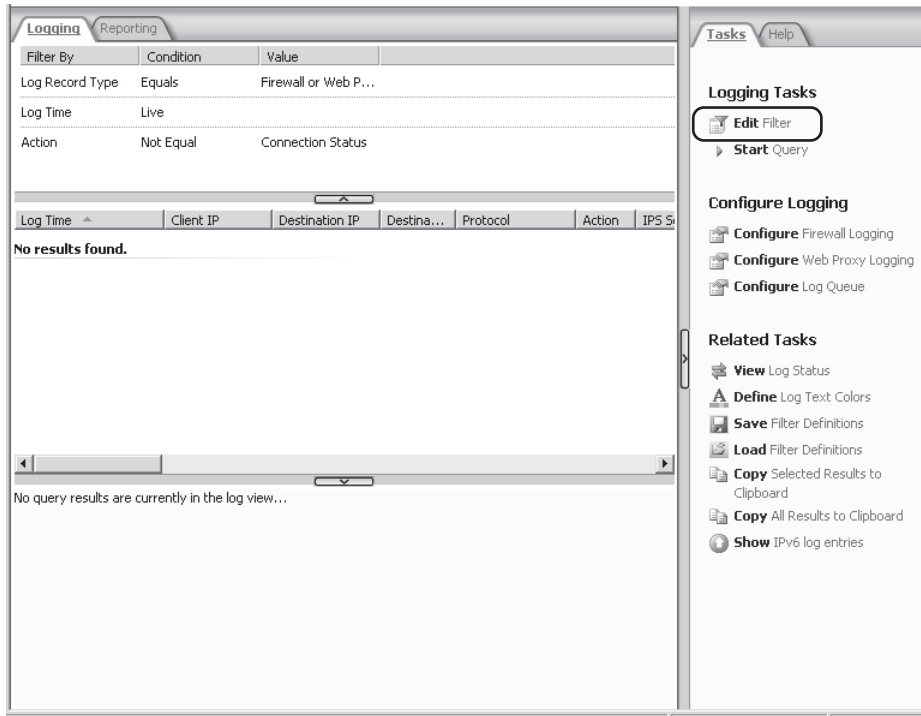 Logging Reporting
Filter By Condition Value
Log Record Type Equals Firewall or Web P...
Log Time Live
Action Not Equal Connection Status
Log Time Client IP Destination IP Destina... Protocol Action IPS S
No results found.
No query results are currently in the log view...
Tasks Help
Logging Tasks
Edit Filter
Start Query
Configure Logging
Configure Firewall Logging
Configure Web Proxy Logging
Configure Log Queue
Related Tasks
View Log Status
Define Log Text Colors
Save Filter Definitions
Load Filter Definitions
Copy Selected Results to
Clipboard
Copy All Results to Clipboard
Show IPv6 log entries